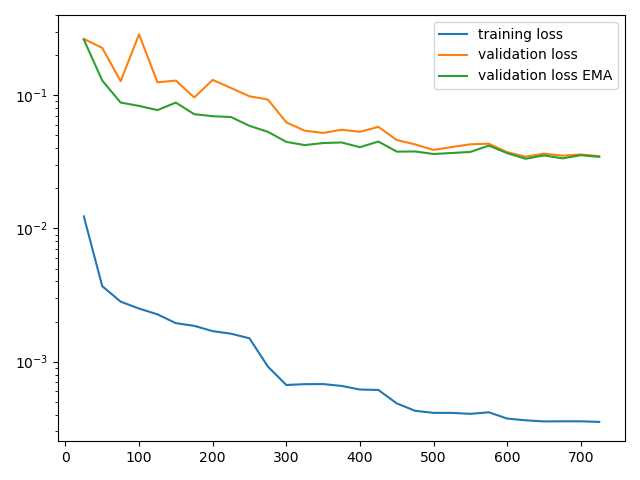 training loss
validation loss
validation loss EMA
10⁻¹
10⁻²
10⁻³
0 100 200 300 400 500 600 700